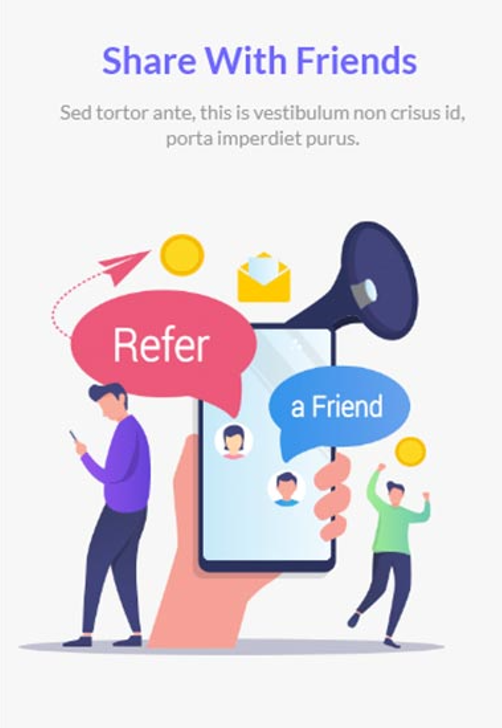 Share With Friends
Sed tortor ante, this is vestibulum non crisus id,
porta imperdiet purus.
Refer
a Friend